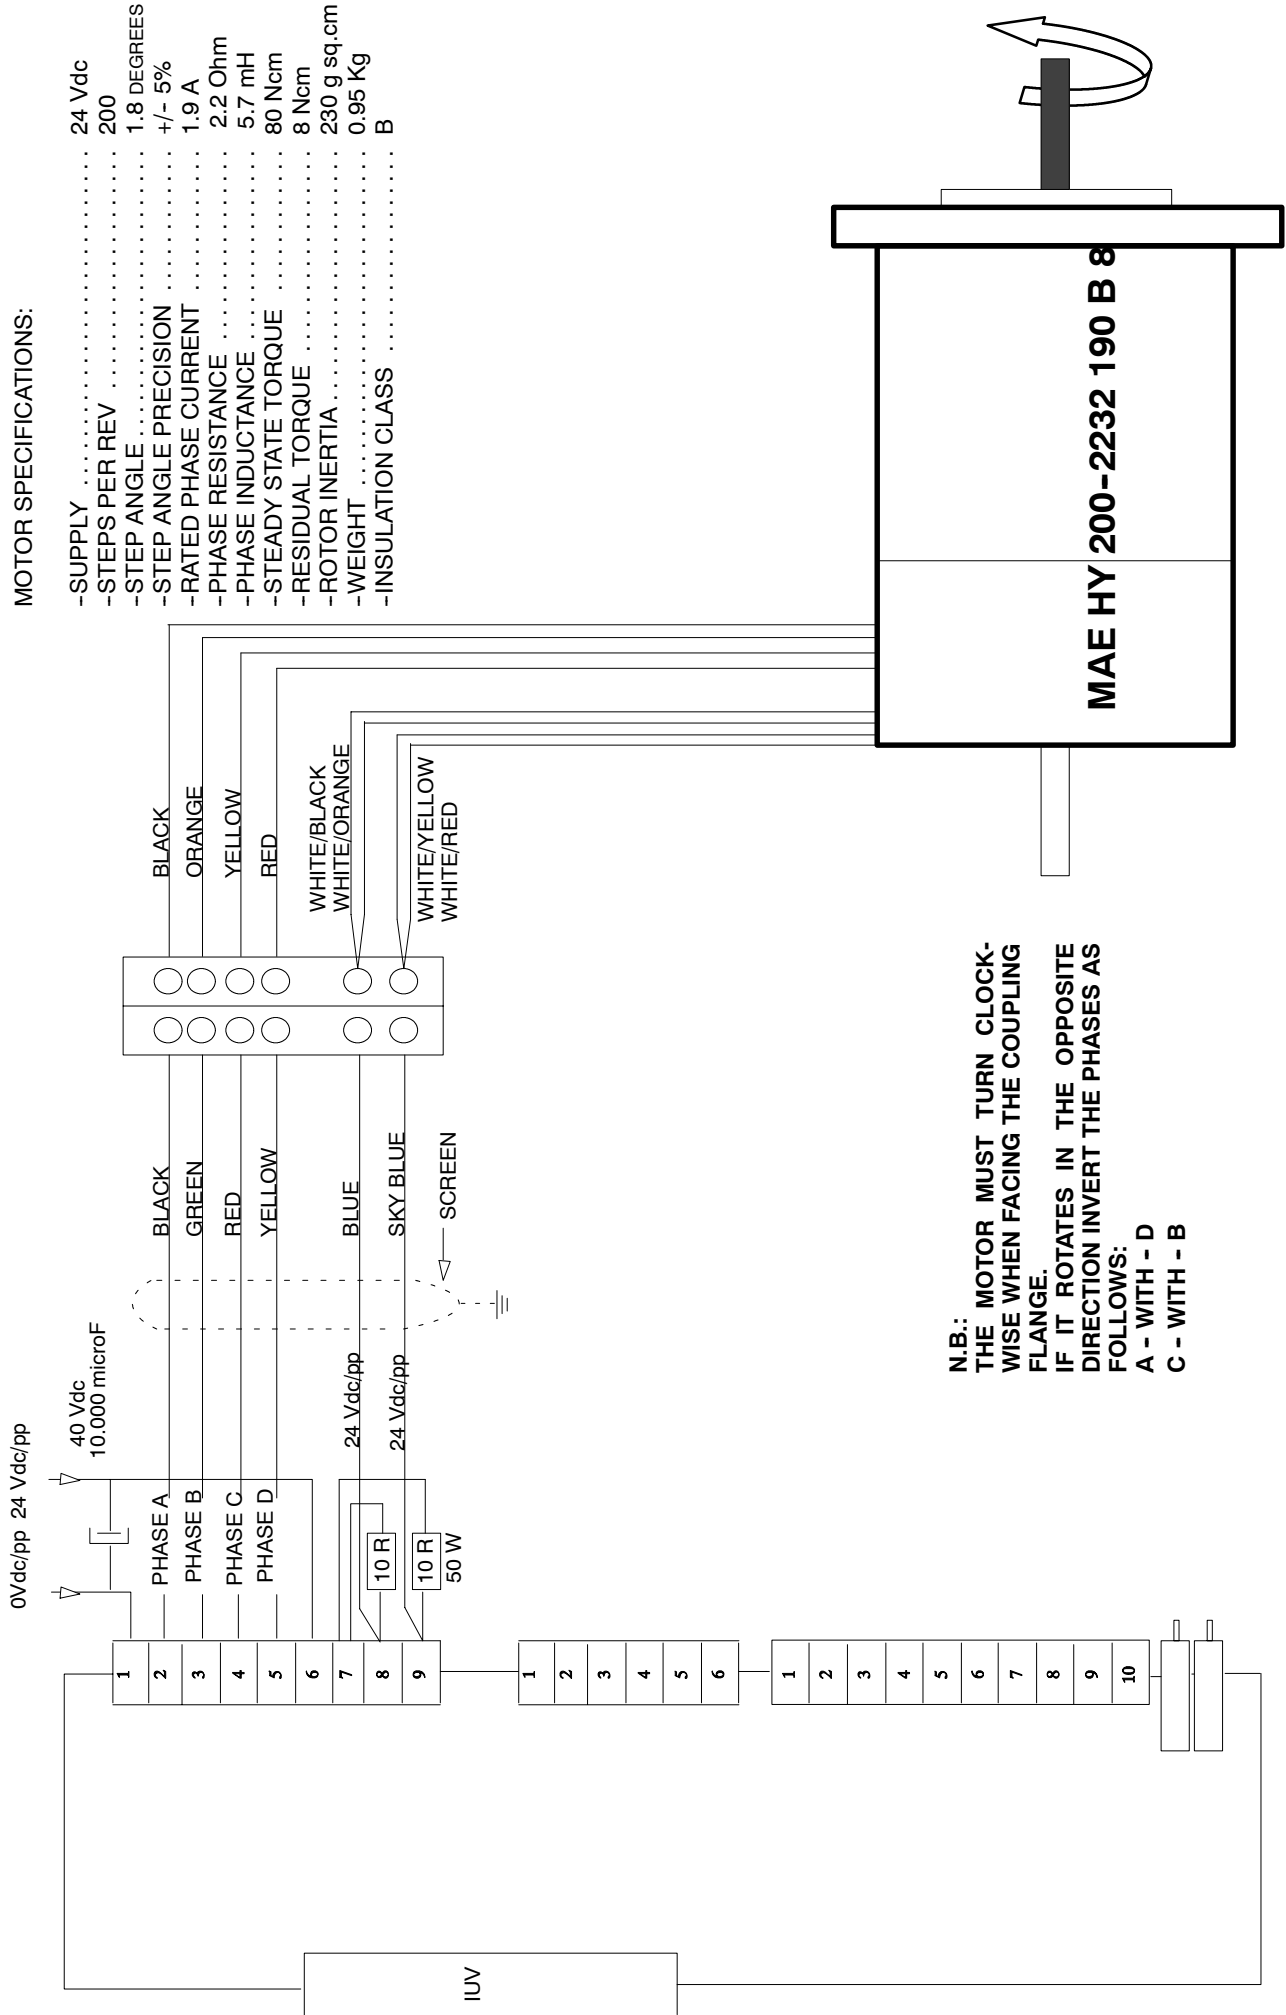 MOTOR SPECIFICATIONS:
-SUPPLY 24 Vdc
-STEPS PER REV 200
-STEP ANGLE 1.8 DEGREES
-STEP ANGLE PRECISION +/- 5%
-RATED PHASE CURRENT 1.9 A
-PHASE RESISTANCE 2.2 Ohm
-PHASE INDUCTANCE 5.7 mH
-STEADY STATE TORQUE 80 Ncm
-RESIDUAL TORQUE 8 Ncm
-ROTOR INERTIA 230 g sq.cm
-WEIGHT 0.95 Kg
-INSULATION CLASS B
0Vdc/pp 24 Vdc/pp
40 Vdc
10.000 microF
PHASE A
PHASE B
PHASE C
PHASE D
10 R
10 R
50 W
24 Vdc/pp
24 Vdc/pp
BLACK
GREEN
RED
YELLOW
BLUE
SKY BLUE
SCREEN
BLACK
ORANGE
YELLOW
RED
WHITE/BLACK
WHITE/ORANGE
WHITE/YELLOW
WHITE/RED
1
2
3
4
5
6
7
8
9
1
2
3
4
5
6
1
2
3
4
5
6
7
8
9
10
IUV
N.B.:
THE MOTOR MUST TURN CLOCK-
WISE WHEN FACING THE COUPLING
FLANGE.
IF IT ROTATES IN THE OPPOSITE
DIRECTION INVERT THE PHASES AS
FOLLOWS:
A - WITH - D
C - WITH - B
MAE HY 200-2232 190 B 8